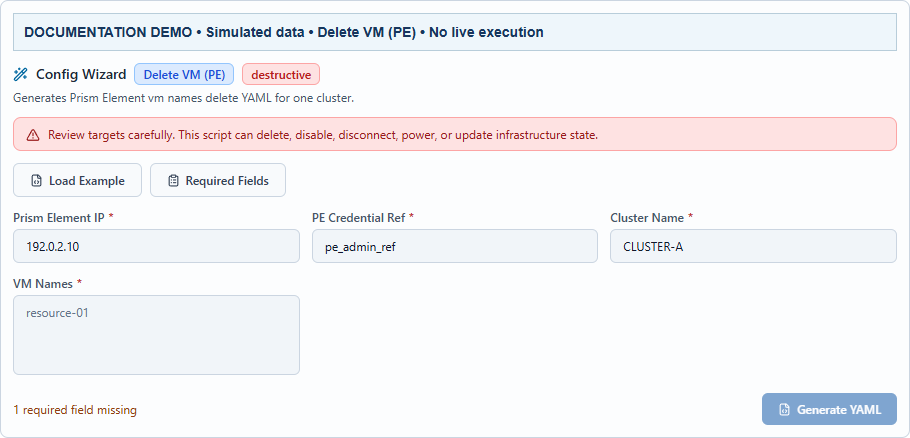 DOCUMENTATION DEMO • Simulated data • Delete VM (PE) • No live execution
Config Wizard Delete VM (PE) destructive
Generates Prism Element vm names delete YAML for one cluster.
Review targets carefully. This script can delete, disable, disconnect, power, or update infrastructure state.
Load Example Required Fields
Prism Element IP * PE Credential Ref * Cluster Name *
192.0.2.10 pe_admin_ref CLUSTER-A
VM Names *
resource-01
1 required field missing Generate YAML